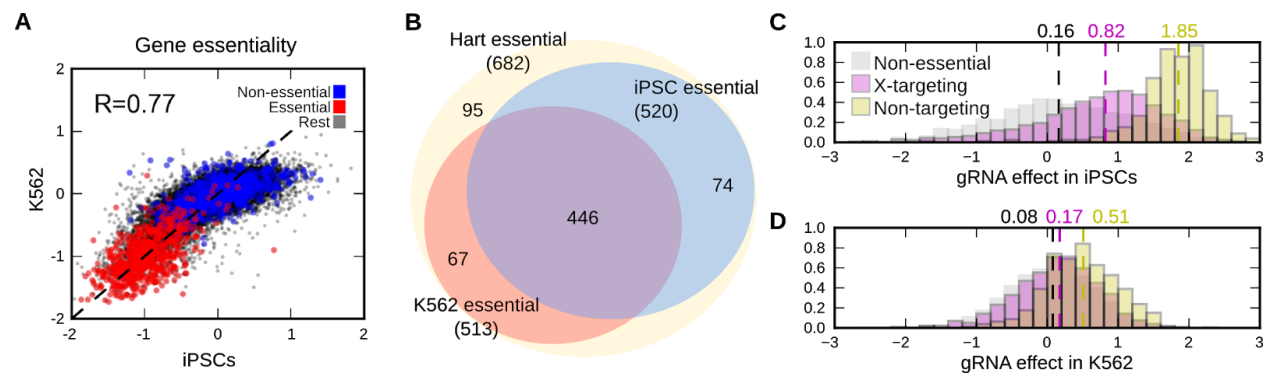 A
Gene essentiality
2
1
0
-1
-2
K562
R=0.77
Non-essential
Essential
Rest
-2
-1
0
1
2
iPSCs
B
Hart essential
(682)
95
iPSC essential
(520)
74
446
67
K562 essential
(513)
C
0.16 0.82 1.85
1.0
0.8
0.6
0.4
0.2
0.0
Non-essential
X-targeting
Non-targeting
−3 −2 −1 0 1 2 3
gRNA effect in iPSCs
D
0.08 0.17 0.51
1.0
0.8
0.6
0.4
0.2
0.0
−3 −2 −1 0 1 2 3
gRNA effect in K562